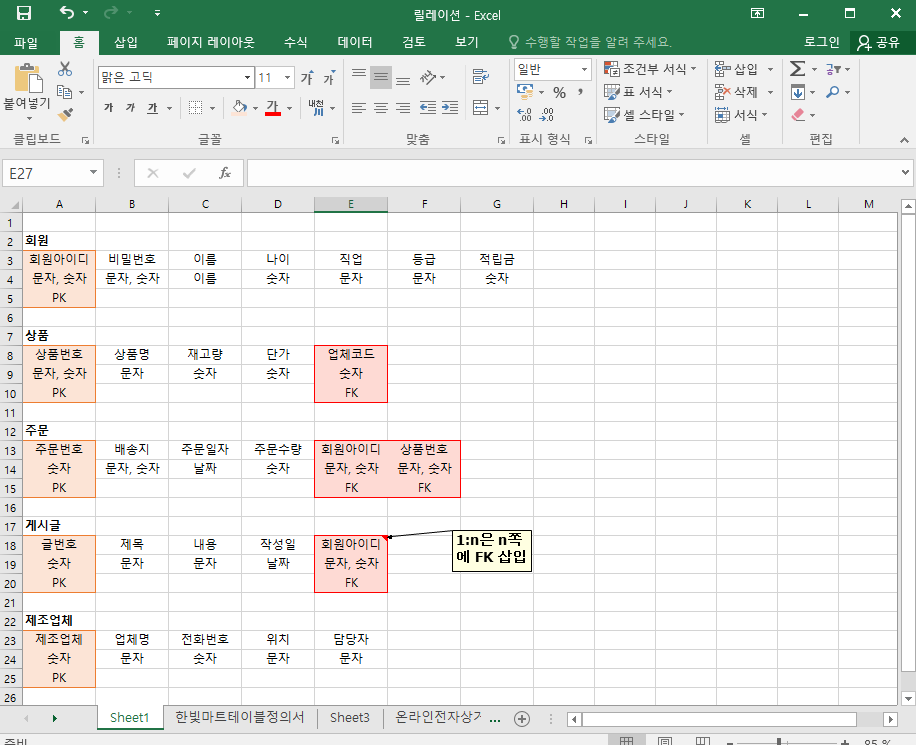 릴레이션 - Excel
파일 홈 삽입 페이지 레이아웃 수식 데이터 검토 보기 수행할 작업을 알려 주세요. 로그인 공유
붙여넣기 맑은 고딕 11 가 가 일반 조건부 서식 삽입
가 가 가 가 내천 % , 표 서식 삭제
셀 스타일 서식
클립보드 글꼴 맞춤 표시 형식 스타일 셀 편집
E27 fx
A B C D E F G H I J K L M
1
2 회원
3 회원아이디 비밀번호 이름 나이 직업 등급 적립금
4 문자, 숫자 문자, 숫자 이름 숫자 문자 문자 숫자
5 PK
6
7 상품
8 상품번호 상품명 재고량 단가 업체코드
9 문자, 숫자 문자 숫자 숫자 숫자
10 PK FK
11
12 주문
13 주문번호 배송지 주문일자 주문수량 회원아이디 상품번호
14 숫자 문자, 숫자 날짜 숫자 문자, 숫자 문자, 숫자
15 PK FK FK
16
17 게시글
18 글번호 제목 내용 작성일 회원아이디 1:n은 n쪽
19 숫자 문자 문자 날짜 문자, 숫자 에 FK 삽입
20 PK FK
21
22 제조업체
23 제조업체 업체명 전화번호 위치 담당자
24 숫자 문자 숫자 문자 문자
25 PK
26
Sheet1 한빛마트테이블정의서 Sheet3 온라인전자상거 ...
준비 85 %